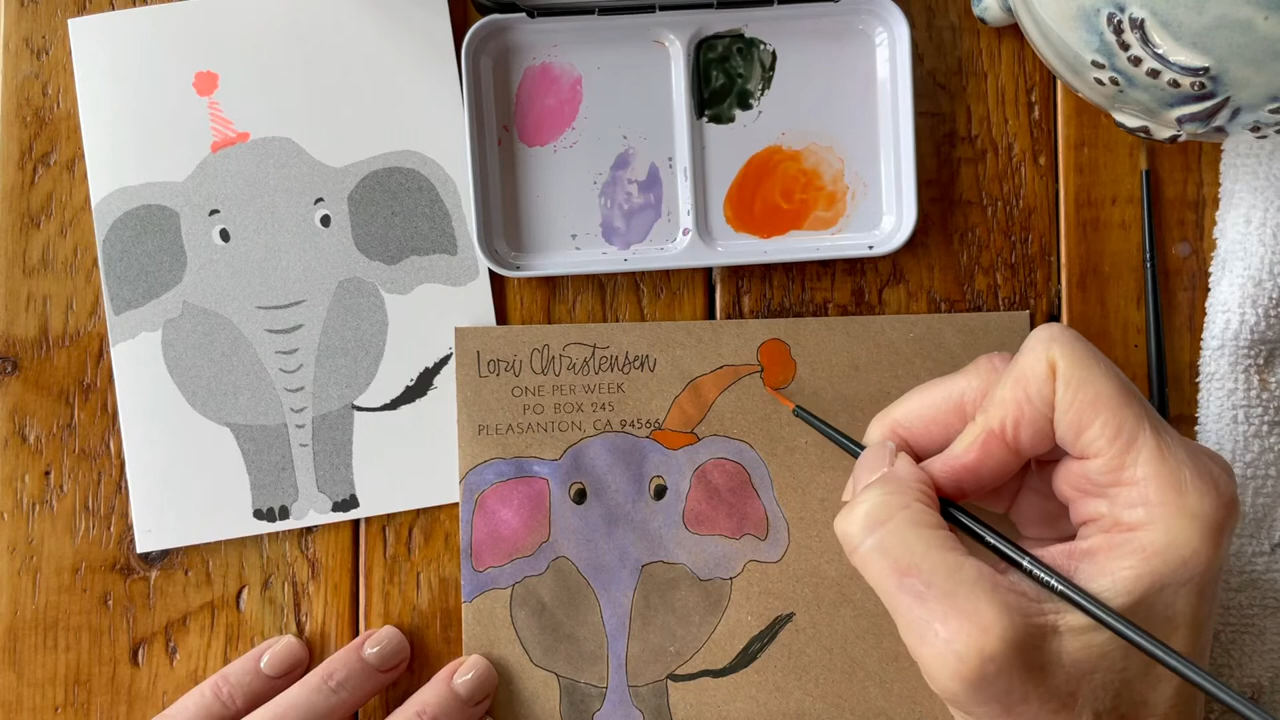 Lori Christensen
ONE-PER-WEEK
PO BOX 245
PLEASANTON, CA 94566